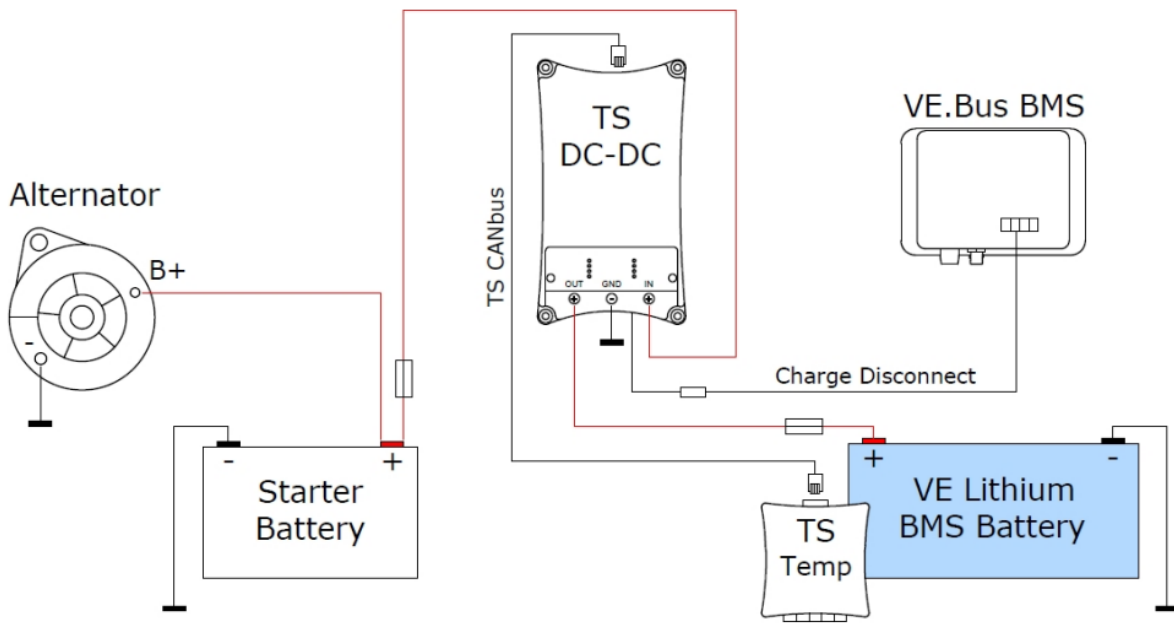 TS
DC-DC
VE.Bus BMS
Alternator
B+
-
TS CANbus
OUT
GND
IN
+
-
+
Charge Disconnect
-
+
Starter
Battery
+
-
VE Lithium
BMS Battery
TS
Temp